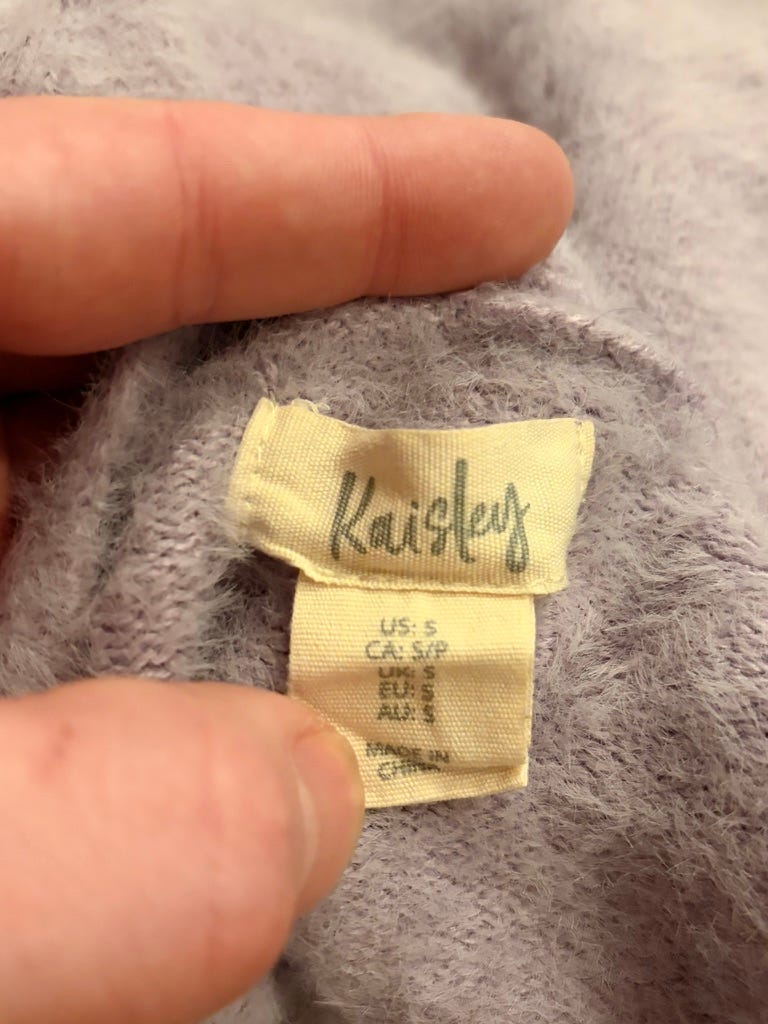 Kaisley
US: S
CA: S/P
UK: S
EU: S
AU: S
MADE IN
CHINA